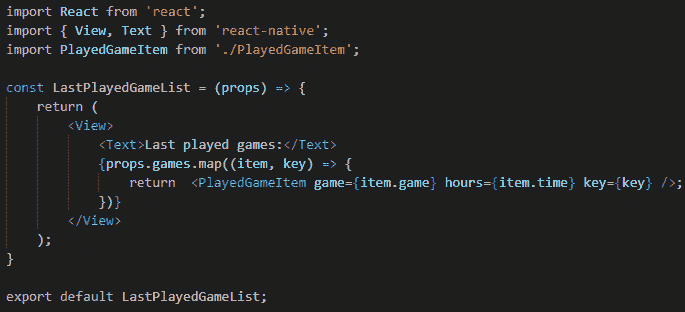 import React from 'react';
import { View, Text } from 'react-native';
import PlayedGameItem from './PlayedGameItem';

const LastPlayedGameList = (props) => {
    return (
        <View>
            <Text>Last played games:</Text>
            {props.games.map((item, key) => {
                return  <PlayedGameItem game={item.game} hours={item.time} key={key} />;
            })}
        </View>
    );
}

export default LastPlayedGameList;